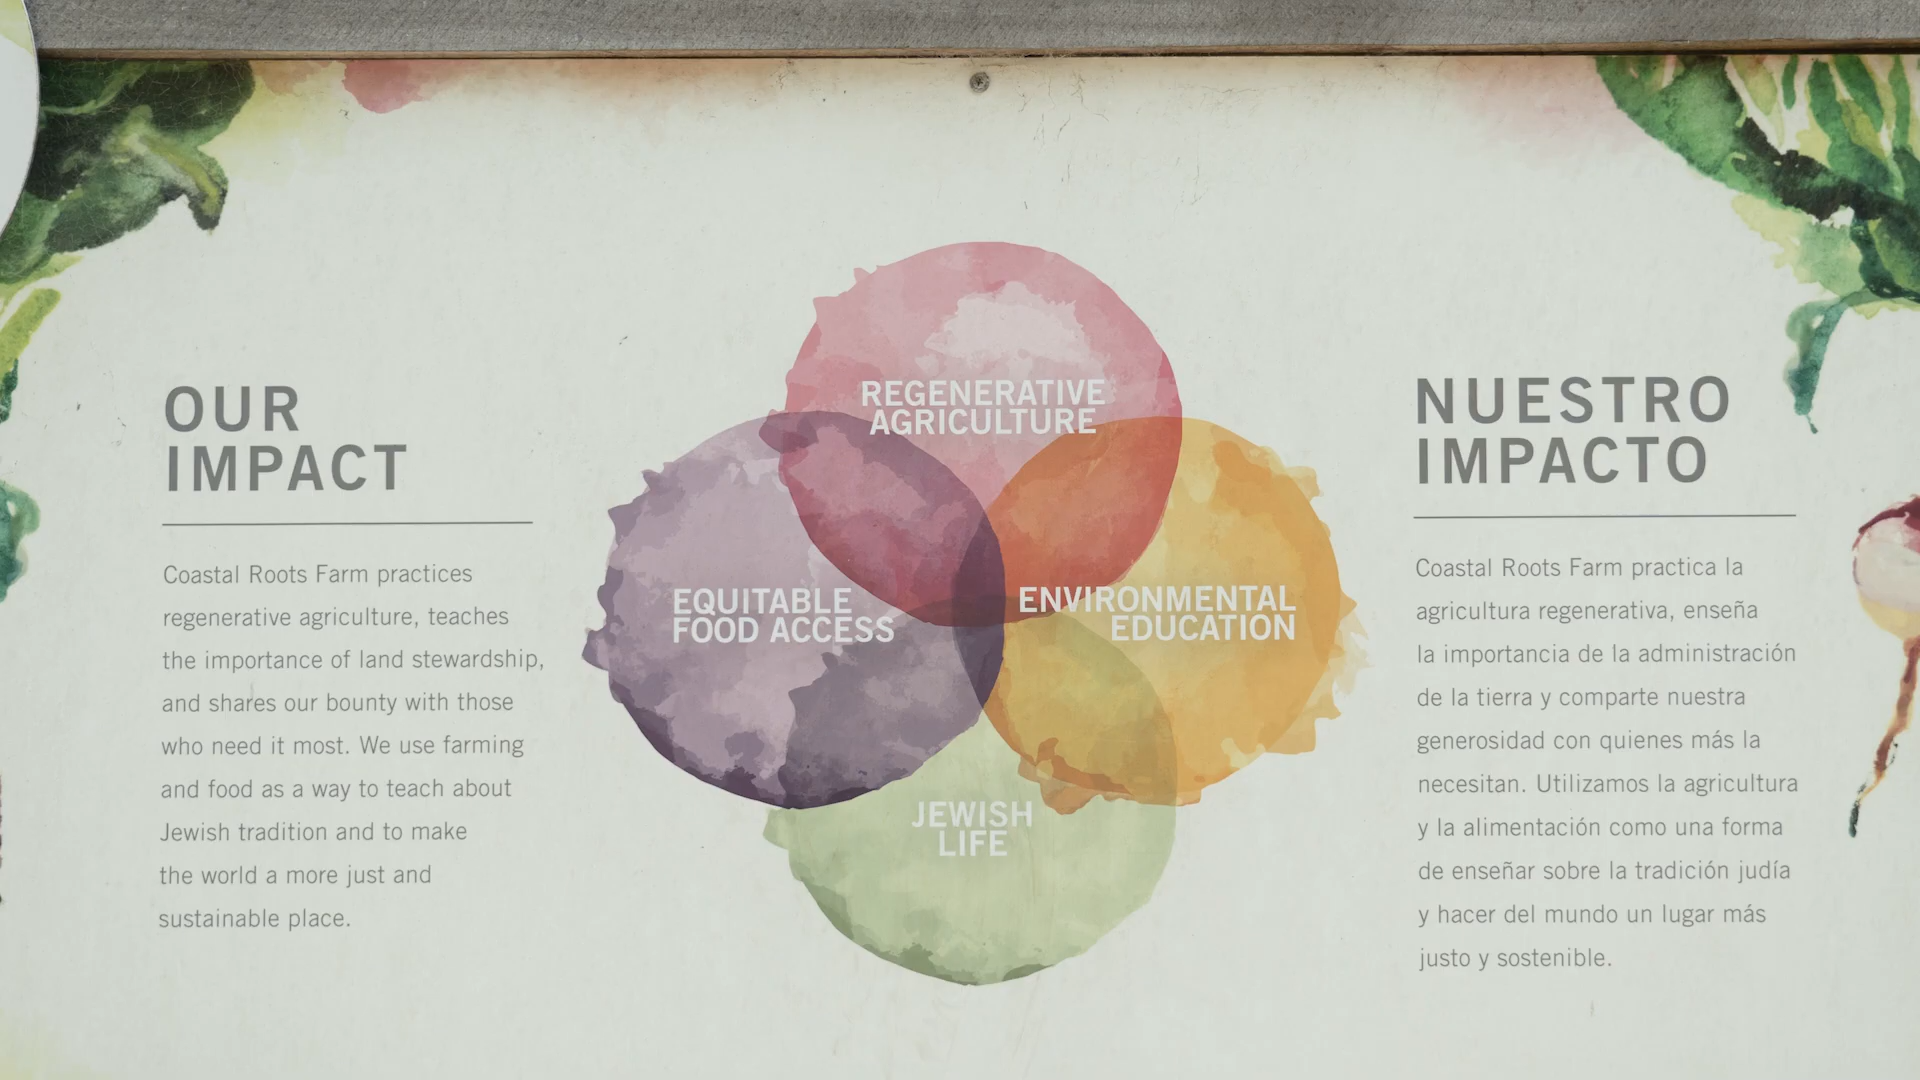 OUR
IMPACT
Coastal Roots Farm practices
regenerative agriculture, teaches
the importance of land stewardship,
and shares our bounty with those
who need it most. We use farming
and food as a way to teach about
Jewish tradition and to make
the world a more just and
sustainable place.
REGENERATIVE
AGRICULTURE
EQUITABLE
FOOD ACCESS
ENVIRONMENTAL
EDUCATION
JEWISH
LIFE
NUESTRO
IMPACTO
Coastal Roots Farm practica la
agricultura regenerativa, enseña
la importancia de la administración
de la tierra y comparte nuestra
generosidad con quienes más la
necesitan. Utilizamos la agricultura
y la alimentación como una forma
de enseñar sobre la tradición judía
y hacer del mundo un lugar más
justo y sostenible.